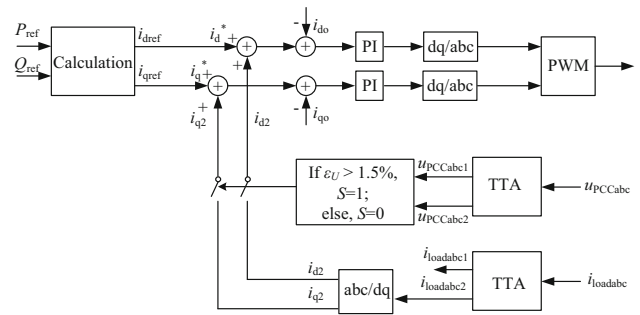 P_ref
Q_ref
Calculation
i_dref
i_qref
i_d^*
+
+
i_q^*
+
+
i_q2
i_d2
-
i_do
-
i_qo
PI
dq/abc
PI
dq/abc
PWM
If ε_U > 1.5%,
S=1;
else, S=0
u_PCCabc1
u_PCCabc2
TTA
u_PCCabc
i_d2
i_q2
abc/dq
i_loadabc1
i_loadabc2
TTA
i_loadabc